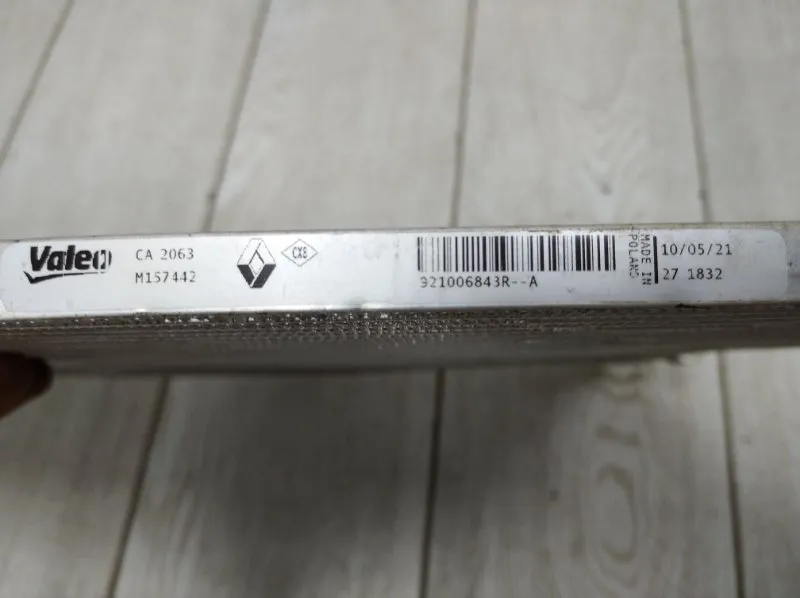 Valeo
CA 2063
M157442
CXE
921006843R--A
MADE IN
POLAND
10/05/21
27 1832